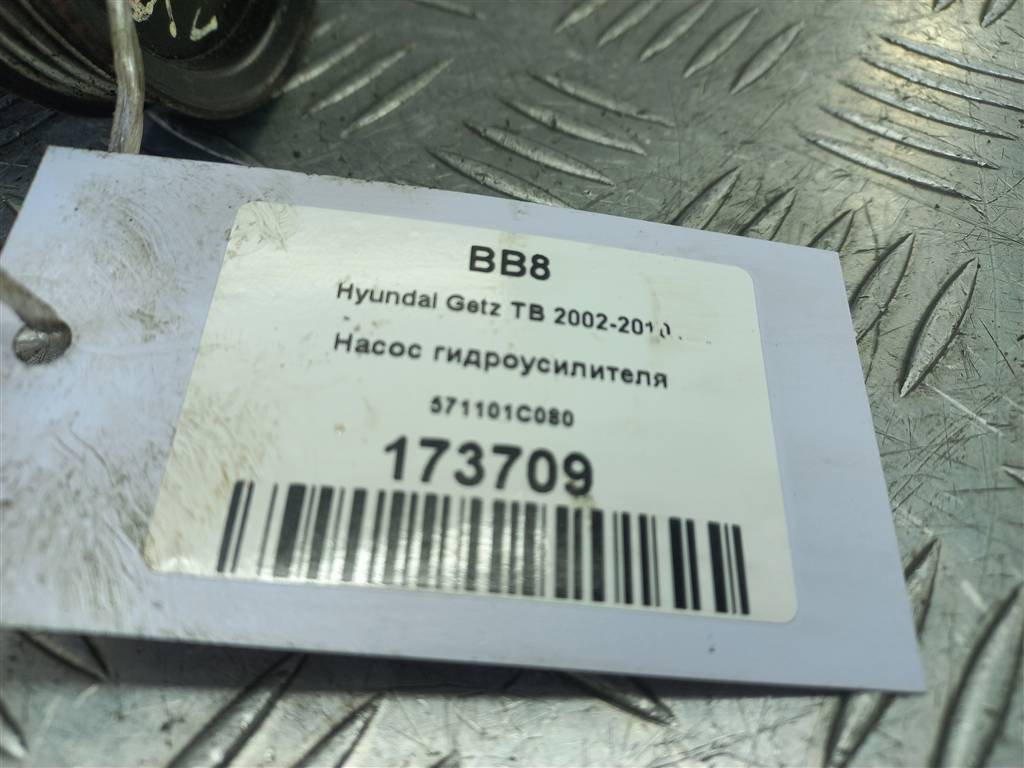 BB8
Hyundai Getz TB 2002-2010
Насос гидроусилителя
571101C080
173709